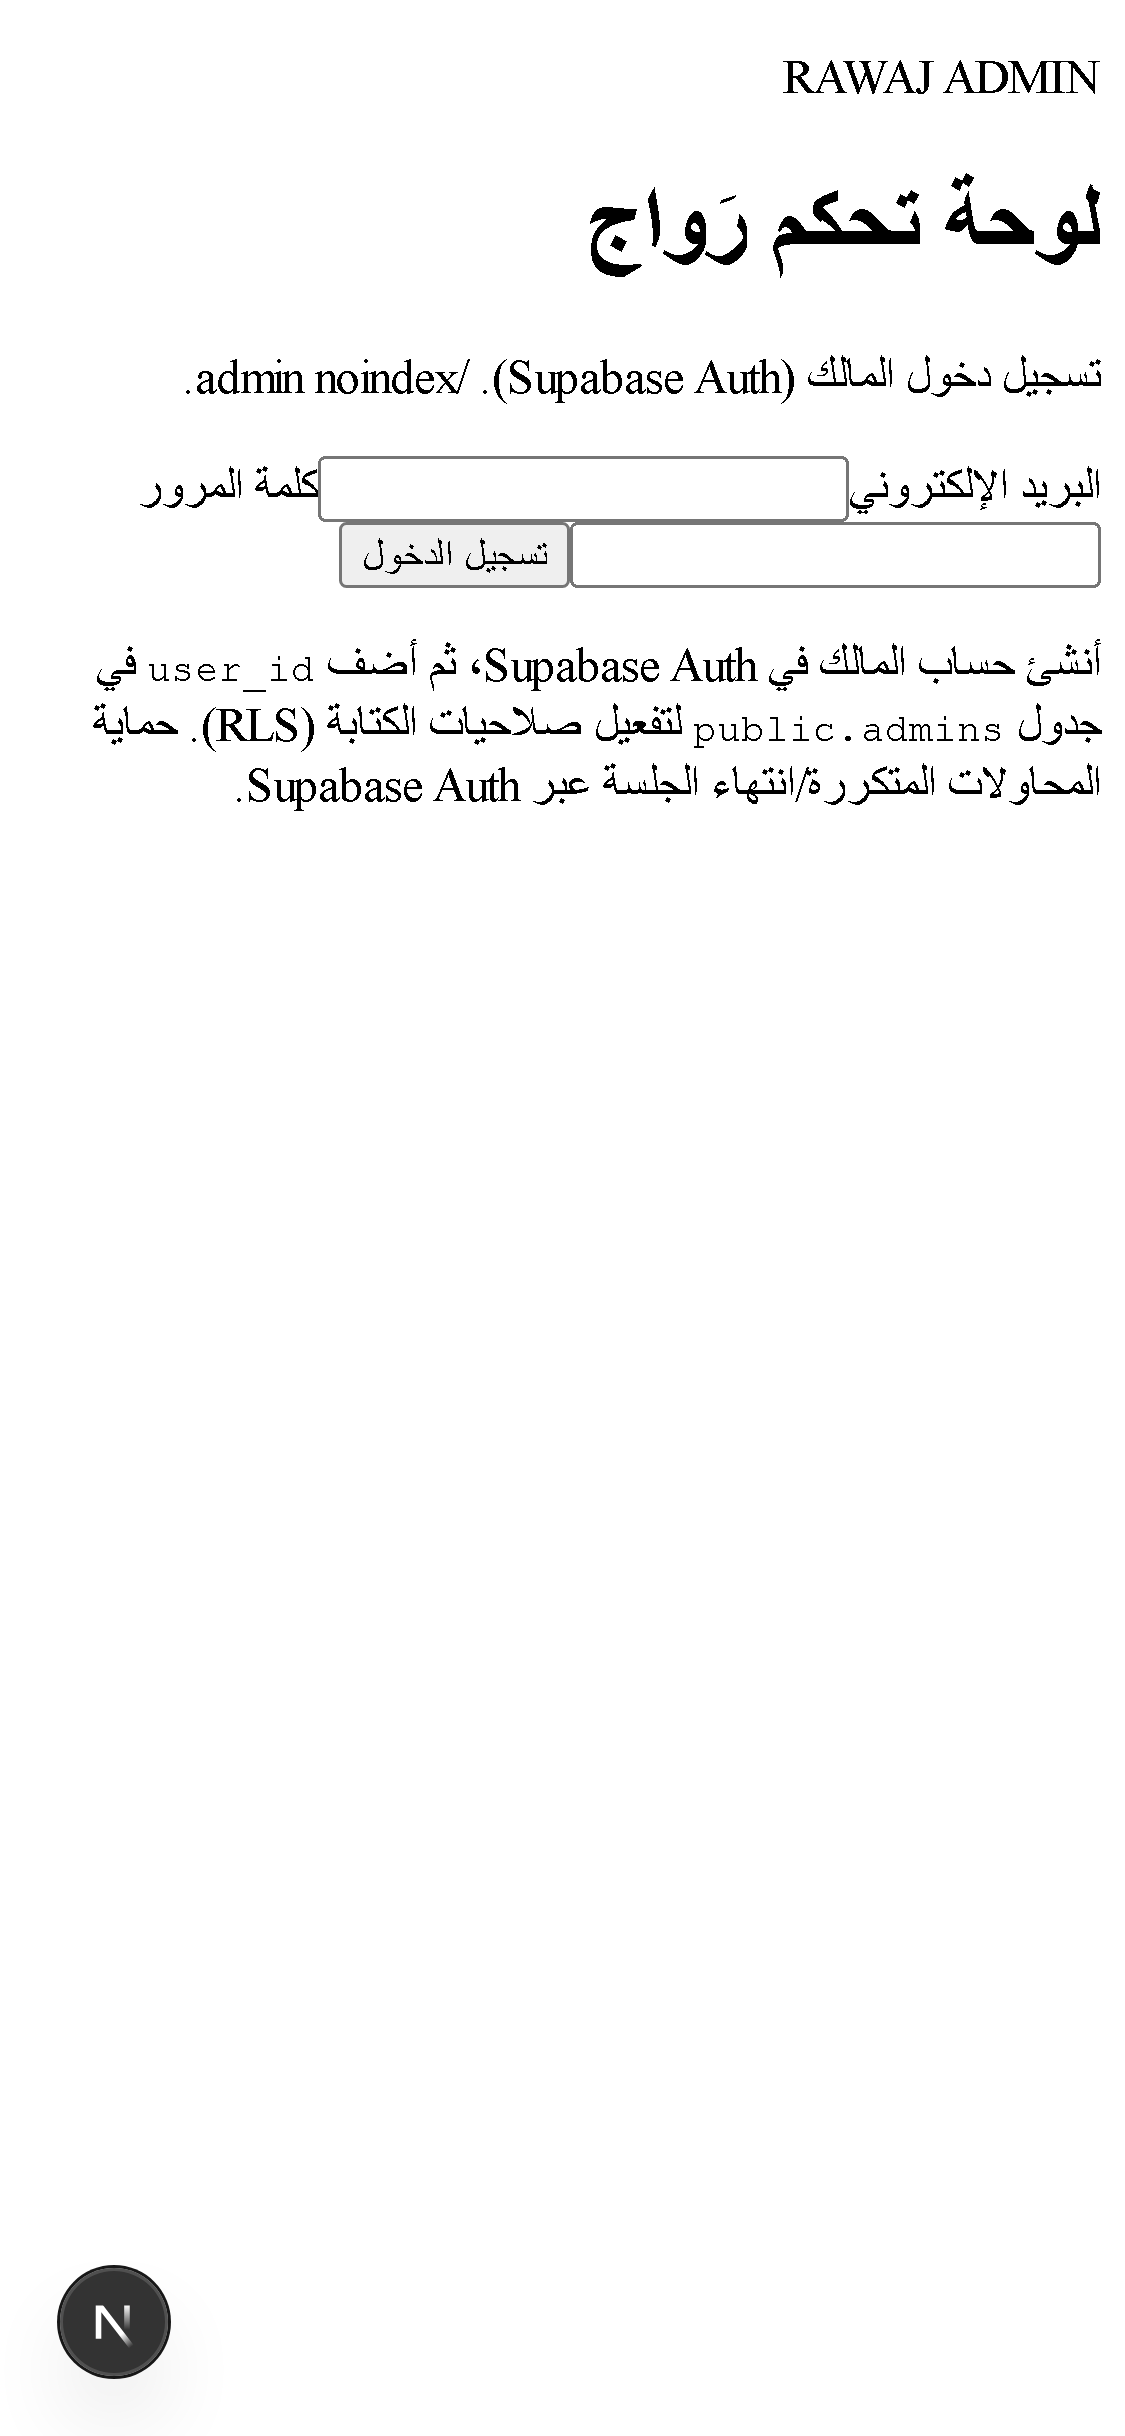 RAWAJ ADMIN
لوحة تحكم رَواج
تسجيل دخول المالك (Supabase Auth). /admin noindex.
البريد الإلكتروني كلمة المرور
تسجيل الدخول
أنشئ حساب المالك في Supabase Auth، ثم أضف user_id في
جدول public.admins لتفعيل صلاحيات الكتابة (RLS). حماية
المحاولات المتكررة/انتهاء الجلسة عبر Supabase Auth.
N